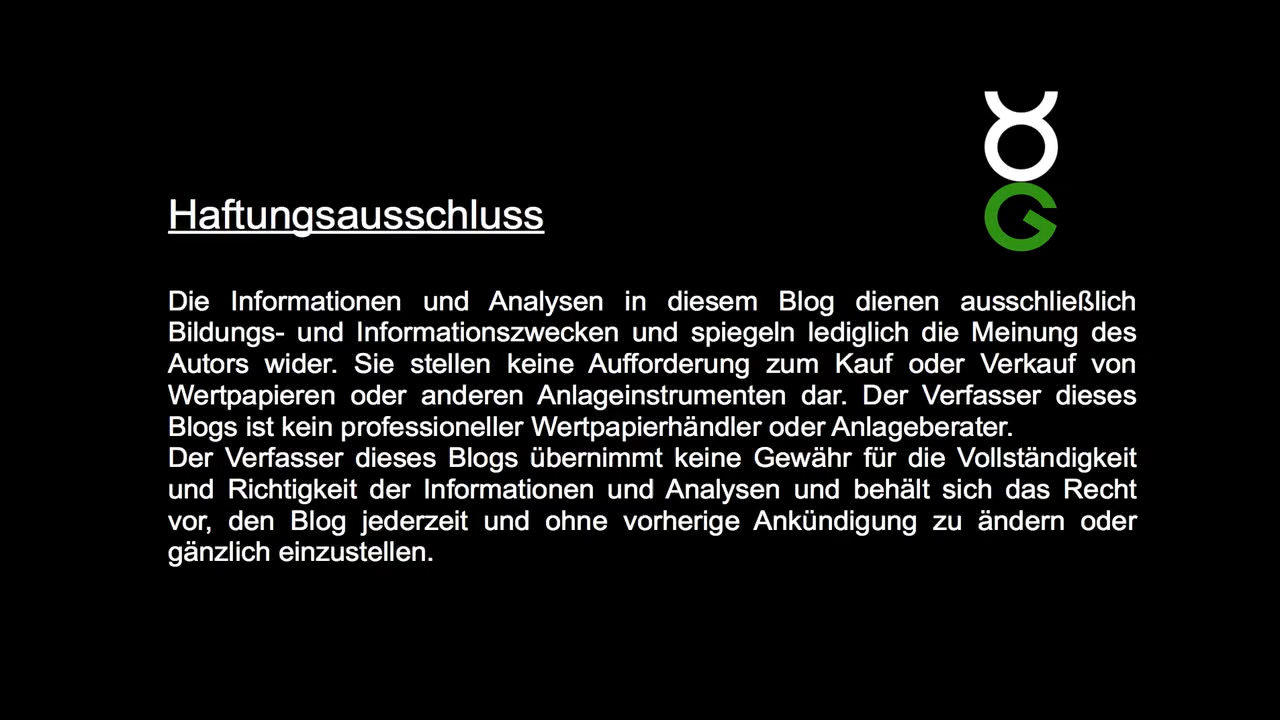 Haftungsausschluss
Die Informationen und Analysen in diesem Blog dienen ausschließlich
Bildungs- und Informationszwecken und spiegeln lediglich die Meinung des
Autors wider. Sie stellen keine Aufforderung zum Kauf oder Verkauf von
Wertpapieren oder anderen Anlageinstrumenten dar. Der Verfasser dieses
Blogs ist kein professioneller Wertpapierhändler oder Anlageberater.
Der Verfasser dieses Blogs übernimmt keine Gewähr für die Vollständigkeit
und Richtigkeit der Informationen und Analysen und behält sich das Recht
vor, den Blog jederzeit und ohne vorherige Ankündigung zu ändern oder
gänzlich einzustellen.